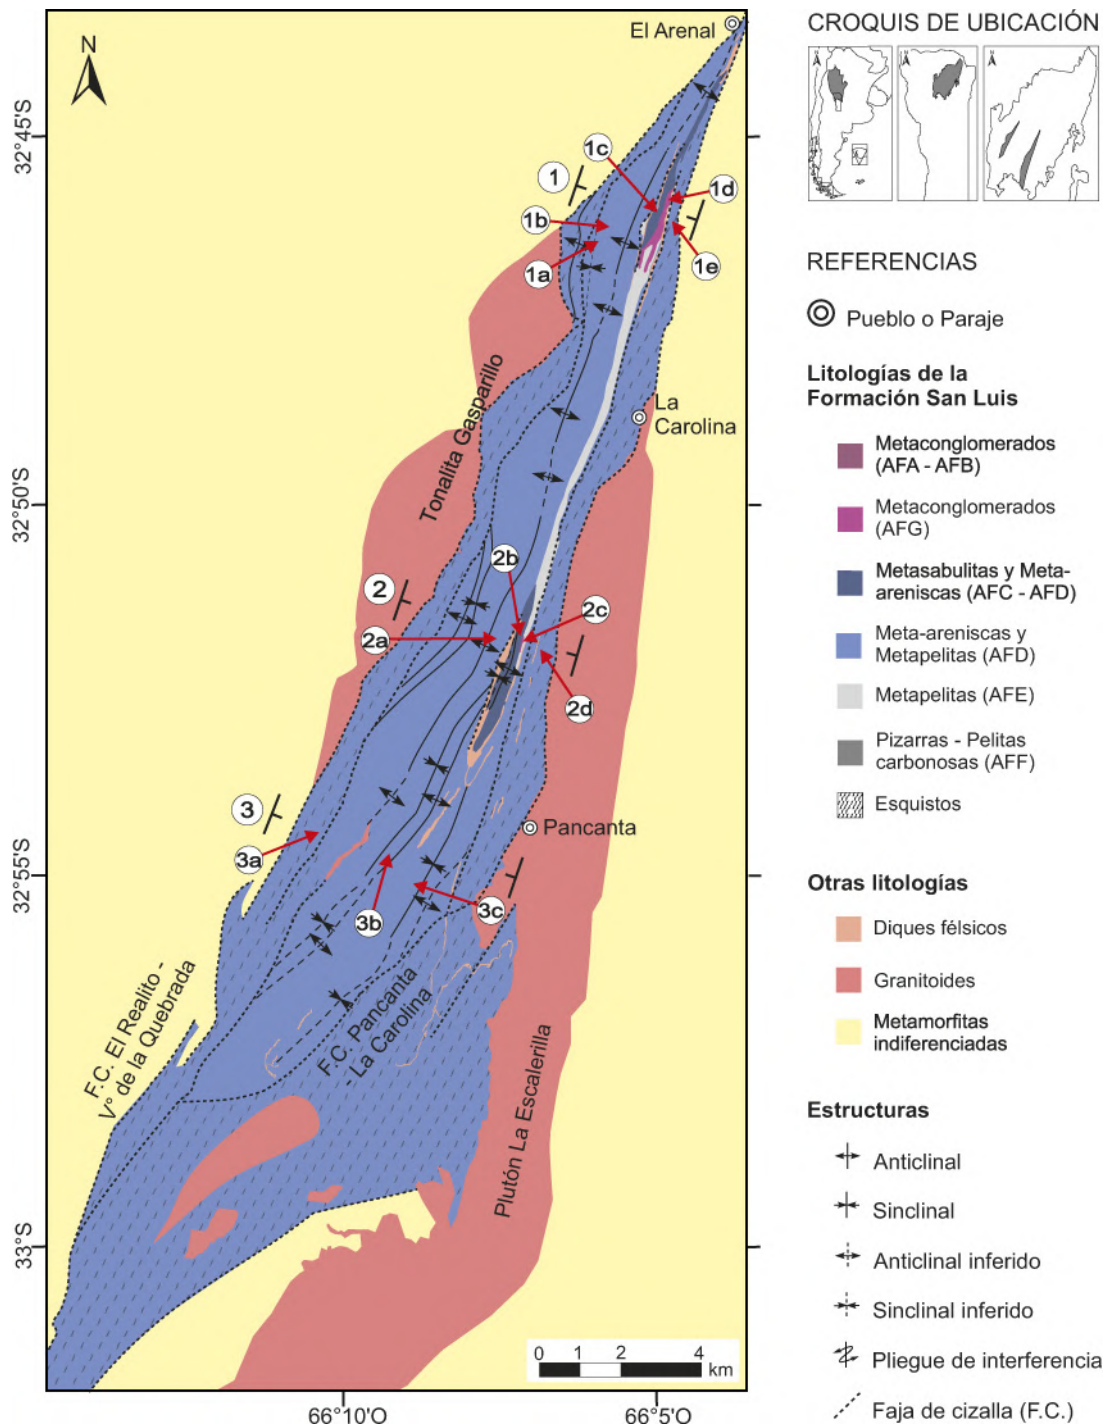 El Arenal
N
32°45'S
1
1c
1d
1b
1a
1e
La
Carolina
Tonalita Gasparillo
32°50'S
2b
2
2c
2a
2d
3
Pancanta
3a
32°55'S
3b
3c
F.C. El Realito -
V° de la Quebrada
F.C. Pancanta
- La Carolina
Plutón La Escalerilla
33°S
0 1 2 4
km
66°10'O
66°5'O
CROQUIS DE UBICACIÓN
N
N
N
REFERENCIAS
Pueblo o Paraje
Litologías de la
Formación San Luis
Metaconglomerados
(AFA - AFB)
Metaconglomerados
(AFG)
Metasabulitas y Meta-
areniscas (AFC - AFD)
Meta-areniscas y
Metapelitas (AFD)
Metapelitas (AFE)
Pizarras - Pelitas
carbonosas (AFF)
Esquistos
Otras litologías
Diques félsicos
Granitoides
Metamorfitas
indiferenciadas
Estructuras
Anticlinal
Sinclinal
Anticlinal inferido
Sinclinal inferido
Pliegue de interferencia
Faja de cizalla (F.C.)